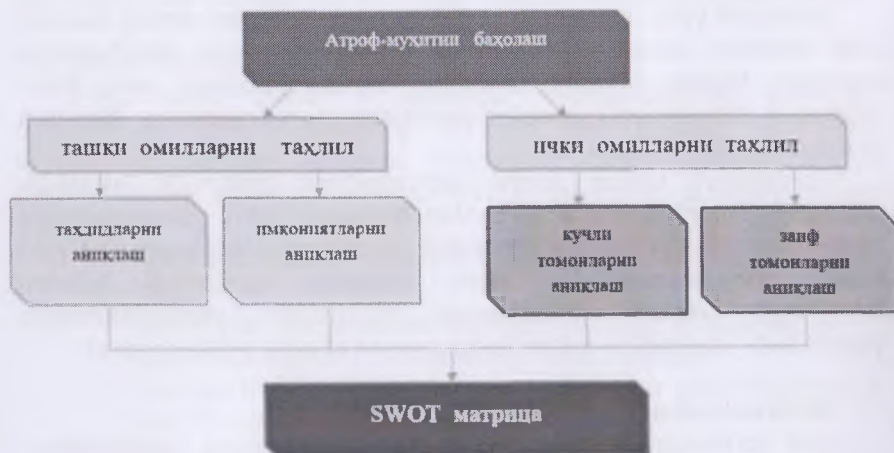 Атроф-муҳитни баҳолаш
ташқи омилларни таҳлил
ички омилларни таҳлил
таҳдидларни
аниқлаш
имкониятларни
аниқлаш
кучли
томонларни
аниқлаш
заиф
томонларни
аниқлаш
SWOT матрица